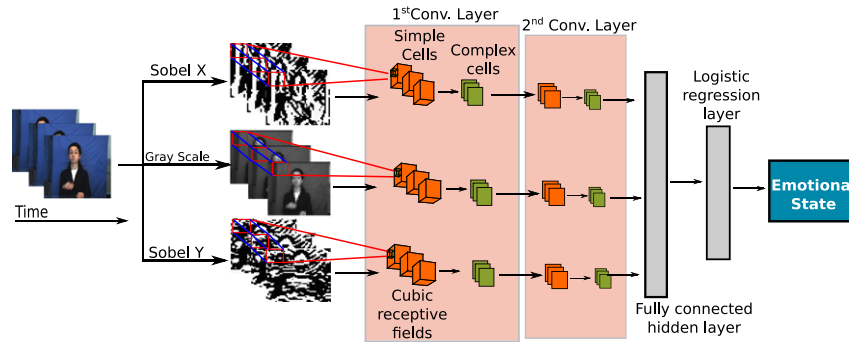 1stConv. Layer
2nd Conv. Layer
Simple
Cells
Complex
cells
Sobel X
Gray Scale
Sobel Y
Time
Cubic
receptive
fields
Logistic
regression
layer
Fully connected
hidden layer
Emotional
State